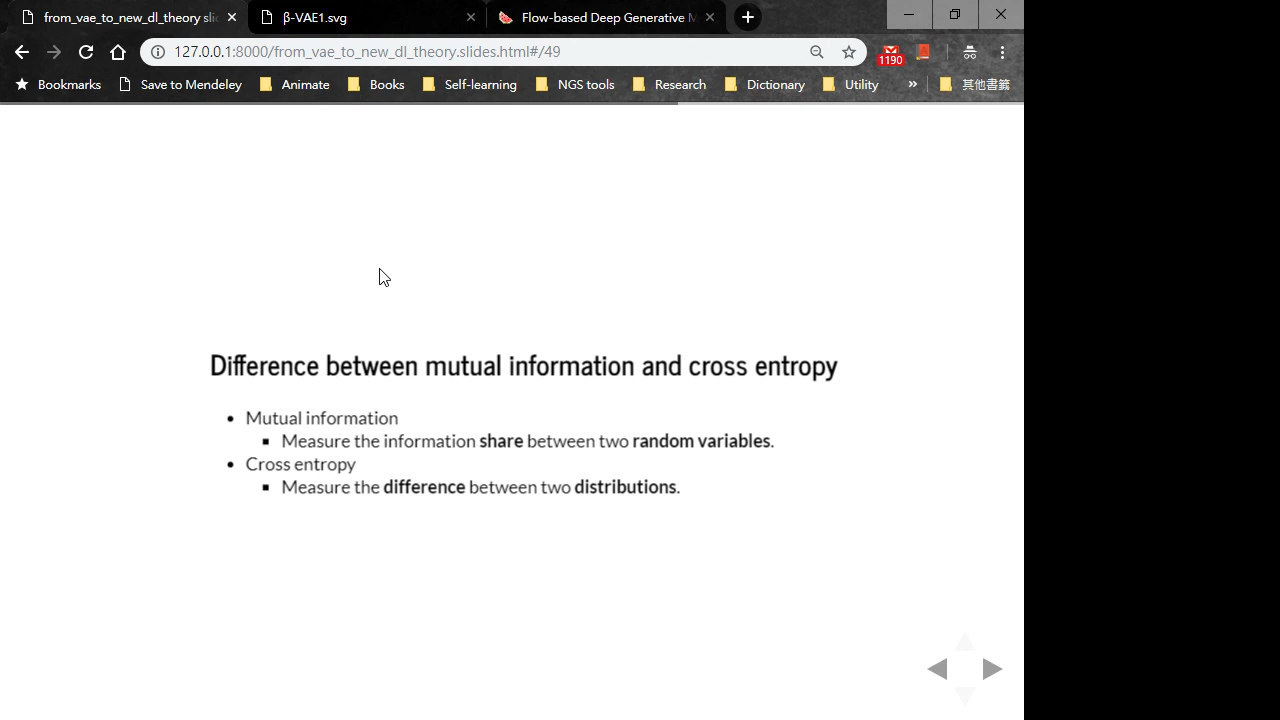 from_vae_to_new_dl_theory slid
β-VAE1.svg
Flow-based Deep Generative M
127.0.0.1:8000/from_vae_to_new_dl_theory.slides.html#/49
1190
Bookmarks
Save to Mendeley
Animate
Books
Self-learning
NGS tools
Research
Dictionary
Utility
»
其他書籤
Difference between mutual information and cross entropy
• Mutual information
▪ Measure the information share between two random variables.
• Cross entropy
▪ Measure the difference between two distributions.